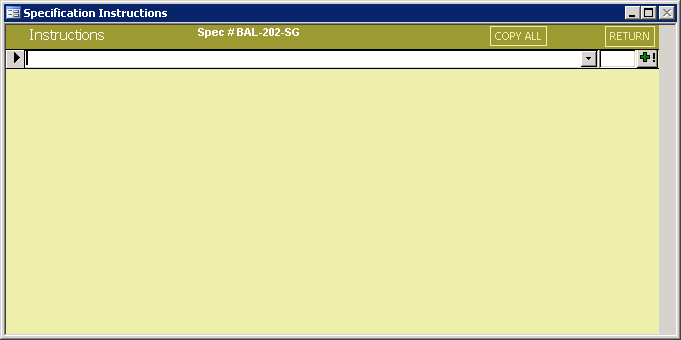 Specification Instructions
Instructions Spec # BAL-202-SG COPY ALL RETURN
!